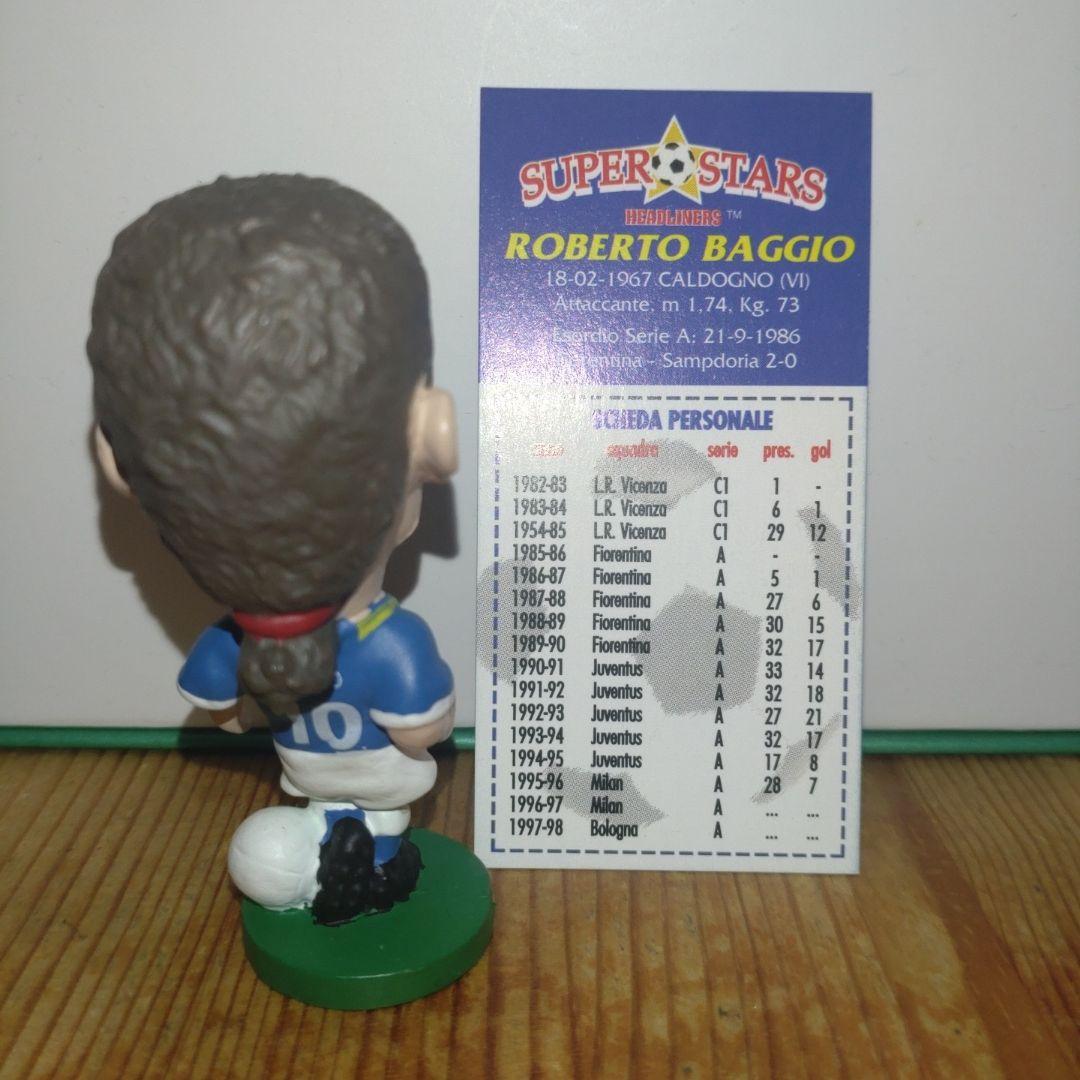 SUPER STARS
HEADLINERS ™
ROBERTO BAGGIO
18-02-1967 CALDOGNO (VI)
Attaccante, m 1,74, Kg. 73
Esordio Serie A: 21-9-1986
Fiorentina - Sampdoria 2-0
SCHEDA PERSONALE
anno squadra serie pres. gol
1982-83 L.R. Vicenza C1 1 -
1983-84 L.R. Vicenza C1 6 1
1954-85 L.R. Vicenza C1 29 12
1985-86 Fiorentina A - -
1986-87 Fiorentina A 5 1
1987-88 Fiorentina A 27 6
1988-89 Fiorentina A 30 15
1989-90 Fiorentina A 32 17
1990-91 Juventus A 33 14
1991-92 Juventus A 32 18
1992-93 Juventus A 27 21
1993-94 Juventus A 32 17
1994-95 Juventus A 17 8
1995-96 Milan A 28 7
1996-97 Milan A ... ...
1997-98 Bologna A ... ...
10